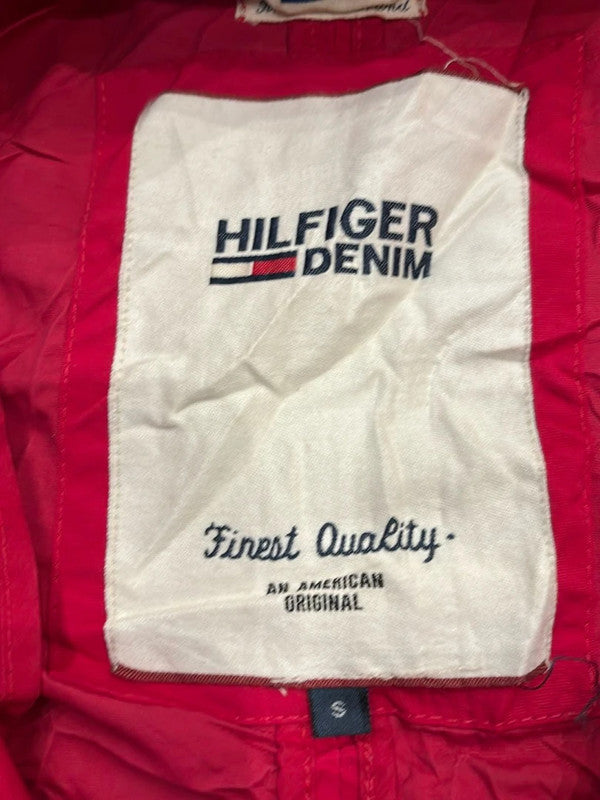 HILFIGER
DENIM
Finest Quality.
AN AMERICAN
ORIGINAL
S